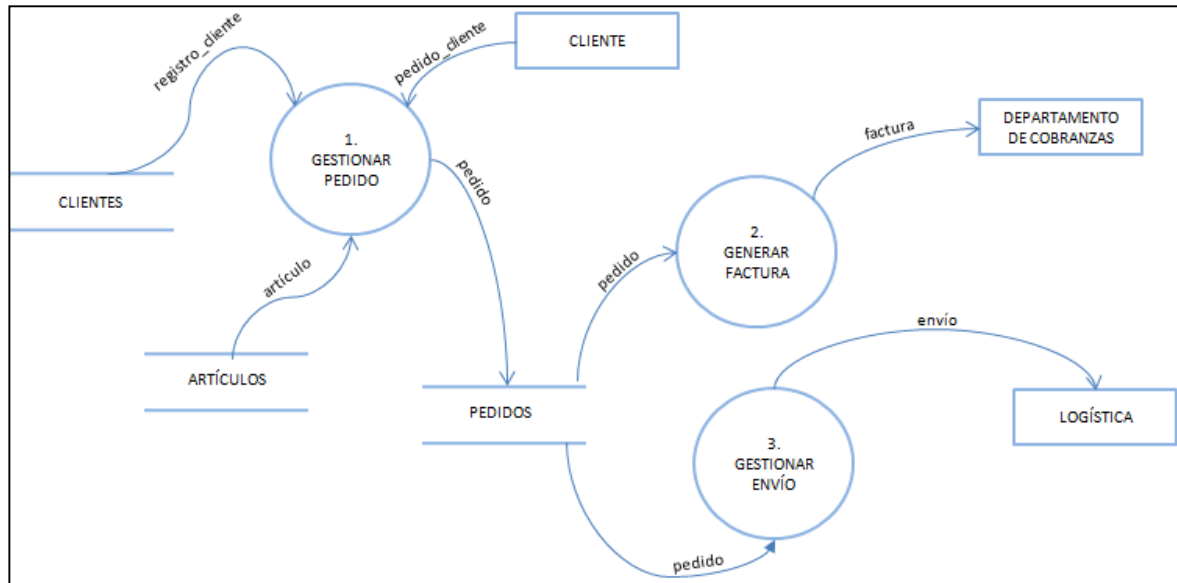 registro_cliente
pedido_cliente
CLIENTE
1.
GESTIONAR
PEDIDO
CLIENTES
pedido
factura
DEPARTAMENTO
DE COBRANZAS
2.
GENERAR
FACTURA
artículo
pedido
ARTÍCULOS
PEDIDOS
envío
LOGÍSTICA
3.
GESTIONAR
ENVÍO
pedido